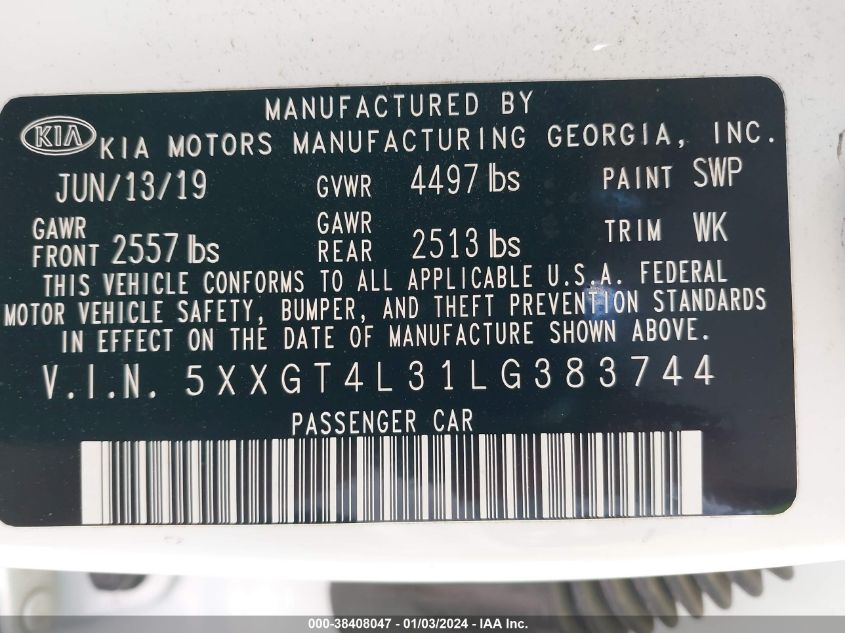 MANUFACTURED BY
KIA KIA MOTORS MANUFACTURING GEORGIA, INC.
JUN/13/19 GVWR 4497 lbs PAINT SWP
GAWR FRONT 2557 lbs GAWR REAR 2513 lbs TRIM WK
THIS VEHICLE CONFORMS TO ALL APPLICABLE U.S.A. FEDERAL
MOTOR VEHICLE SAFETY, BUMPER, AND THEFT PREVENTION STANDARDS
IN EFFECT ON THE DATE OF MANUFACTURE SHOWN ABOVE.
V.I.N. 5XXGT4L31LG383744
PASSENGER CAR
000-38408047 - 01/03/2024 - IAA Inc.